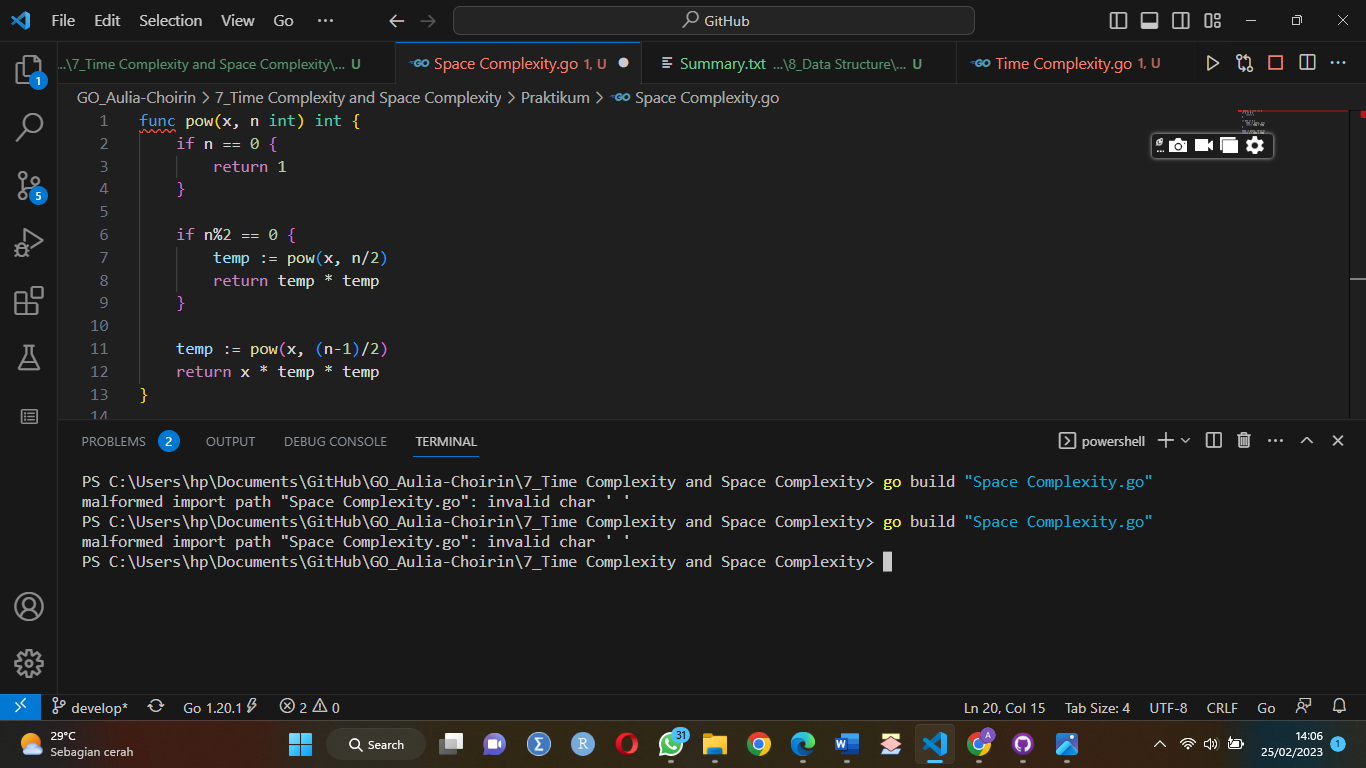 File Edit Selection View Go ···
GitHub
...\7_Time Complexity and Space Complexity\... U
Space Complexity.go 1, U
Summary.txt ...\8_Data Structure\... U
Time Complexity.go 1, U
GO_Aulia-Choirin > 7_Time Complexity and Space Complexity > Praktikum > Space Complexity.go
1 func pow(x, n int) int {
2 if n == 0 {
3 return 1
4 }
5
6 if n%2 == 0 {
7 temp := pow(x, n/2)
8 return temp * temp
9 }
10
11 temp := pow(x, (n-1)/2)
12 return x * temp * temp
13 }
14
1
5
PROBLEMS 2 OUTPUT DEBUG CONSOLE TERMINAL
powershell
PS C:\Users\hp\Documents\GitHub\GO_Aulia-Choirin\7_Time Complexity and Space Complexity> go build "Space Complexity.go"
malformed import path "Space Complexity.go": invalid char ' '
PS C:\Users\hp\Documents\GitHub\GO_Aulia-Choirin\7_Time Complexity and Space Complexity> go build "Space Complexity.go"
malformed import path "Space Complexity.go": invalid char ' '
PS C:\Users\hp\Documents\GitHub\GO_Aulia-Choirin\7_Time Complexity and Space Complexity>
develop* Go 1.20.1 2 0 Ln 20, Col 15 Tab Size: 4 UTF-8 CRLF Go
29°C
Sebagian cerah
Search
31
A
14:06
25/02/2023
1